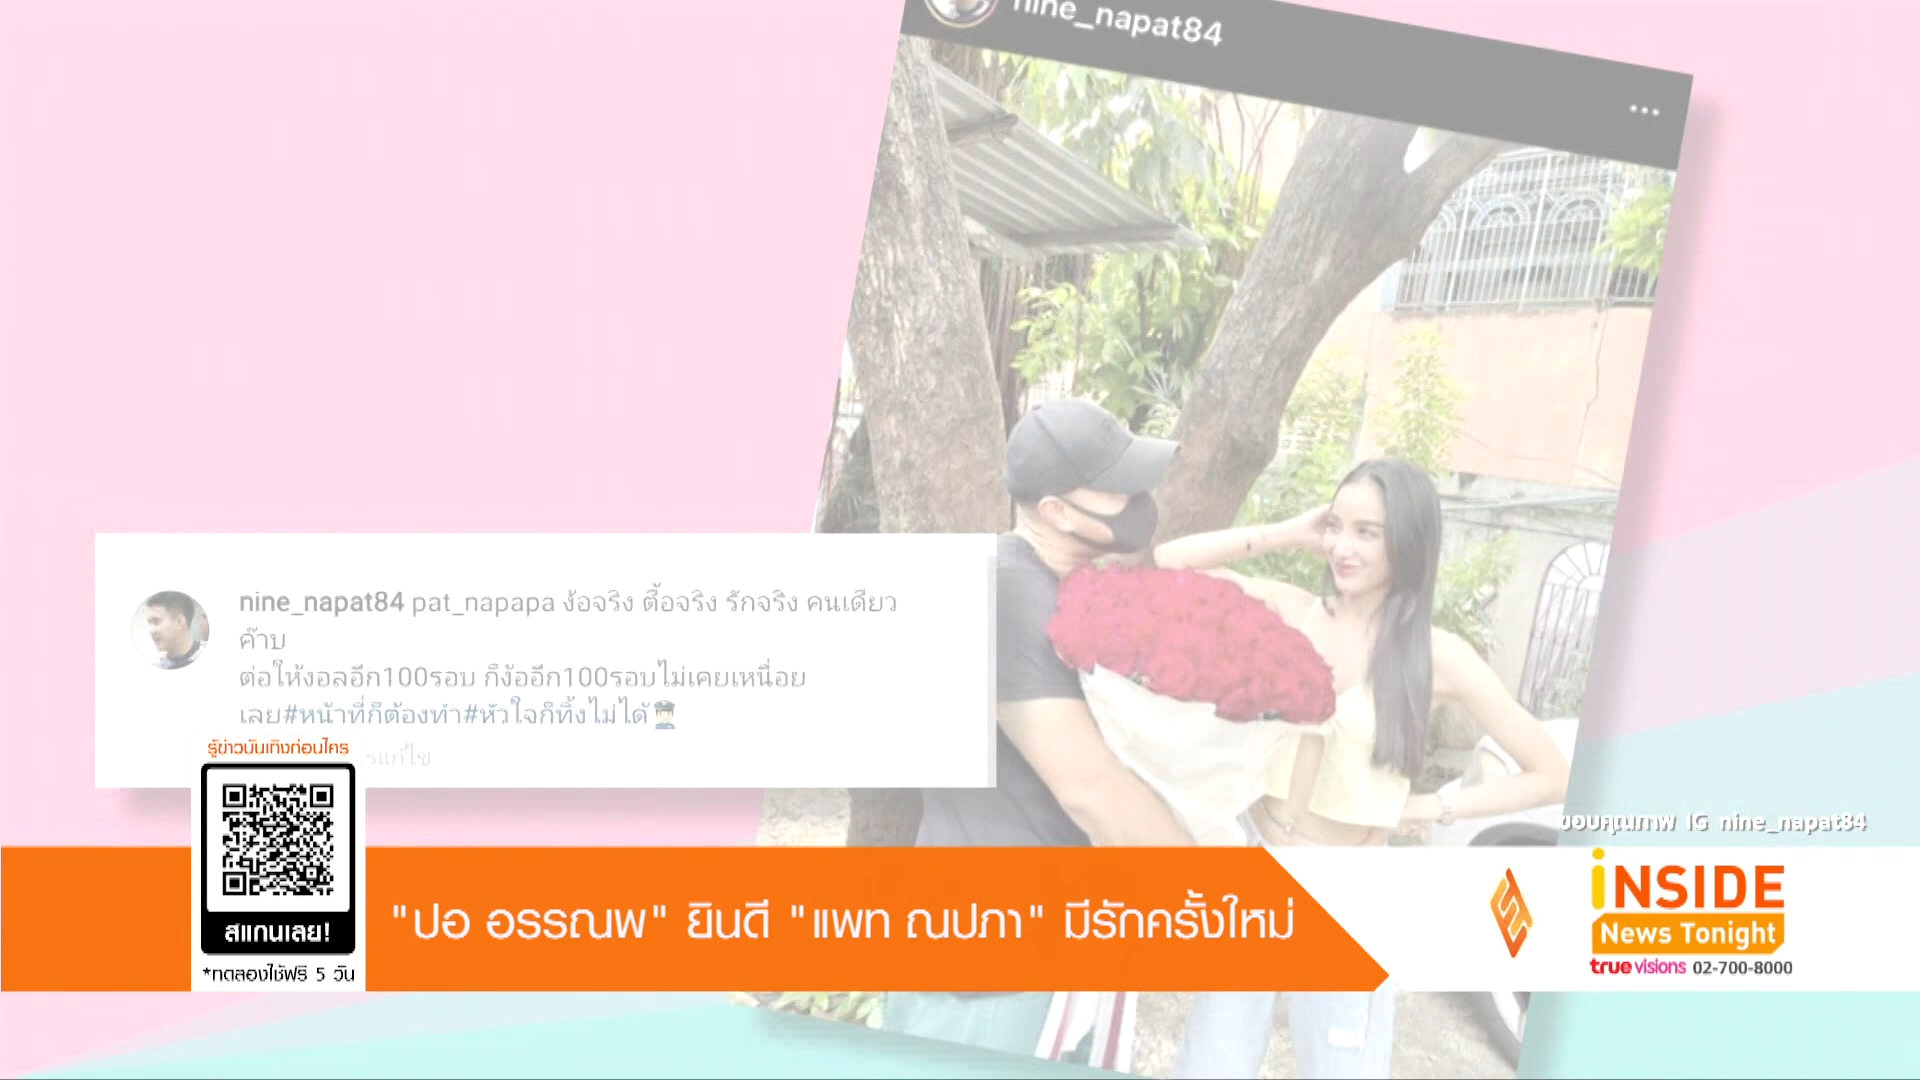 nine_napat84
nine_napat84 pat_napapa ง้อจริง ตื้อจริง รักจริง คนเดียว
ค๊าบ
ต่อให้งอลอีก100รอบ ก็ง้ออีก100รอบไม่เคยเหนื่อย
เลย#หน้าที่ก็ต้องทำ#หัวใจก็ทิ้งไม่ได้
แก้ไข
รู้ข่าวบันเทิงก่อนใคร
สแกนเลย!
*ทดลองใช้ฟรี 5 วัน
ขอบคุณภาพ IG nine_napat84
"ปอ อรรณพ" ยินดี "แพท ณปภา" มีรักครั้งใหม่
iNSIDE
News Tonight
truevisions 02-700-8000